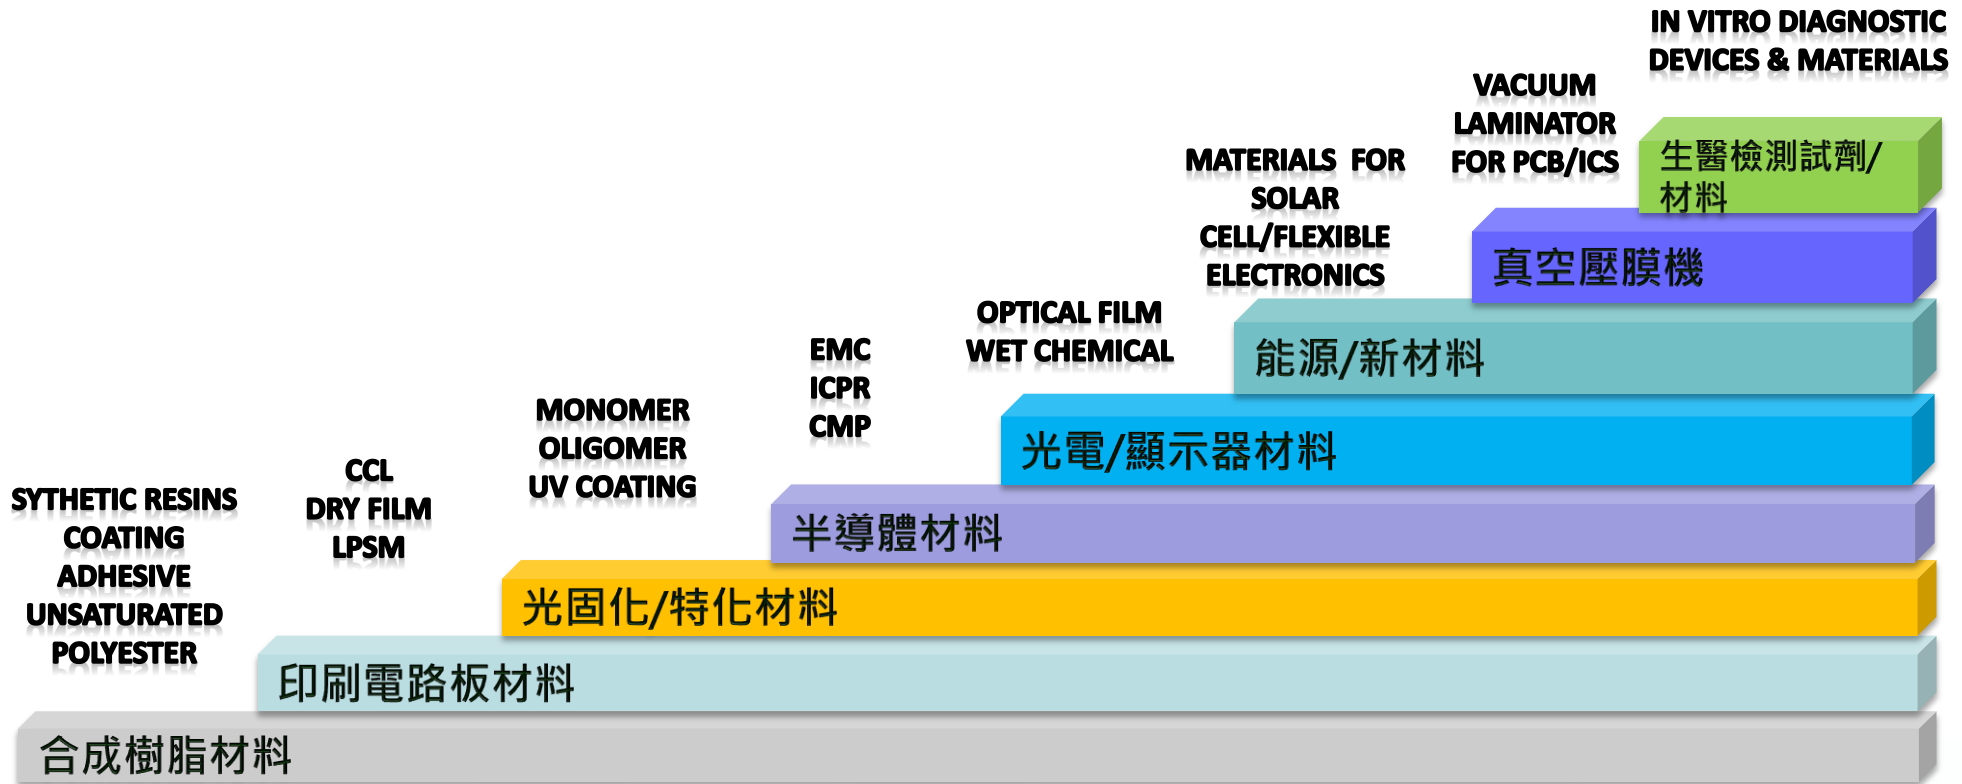 IN VITRO DIAGNOSTIC
DEVICES & MATERIALS
VACUUM
LAMINATOR
FOR PCB/ICS
生醫檢測試劑/
材料
MATERIALS FOR
SOLAR
CELL/FLEXIBLE
ELECTRONICS
真空壓膜機
OPTICAL FILM
WET CHEMICAL
能源/新材料
EMC
ICPR
CMP
光電/顯示器材料
MONOMER
OLIGOMER
UV COATING
半導體材料
CCL
DRY FILM
LPSM
光固化/特化材料
SYTHETIC RESINS
COATING
ADHESIVE
UNSATURATED
POLYESTER
印刷電路板材料
合成樹脂材料